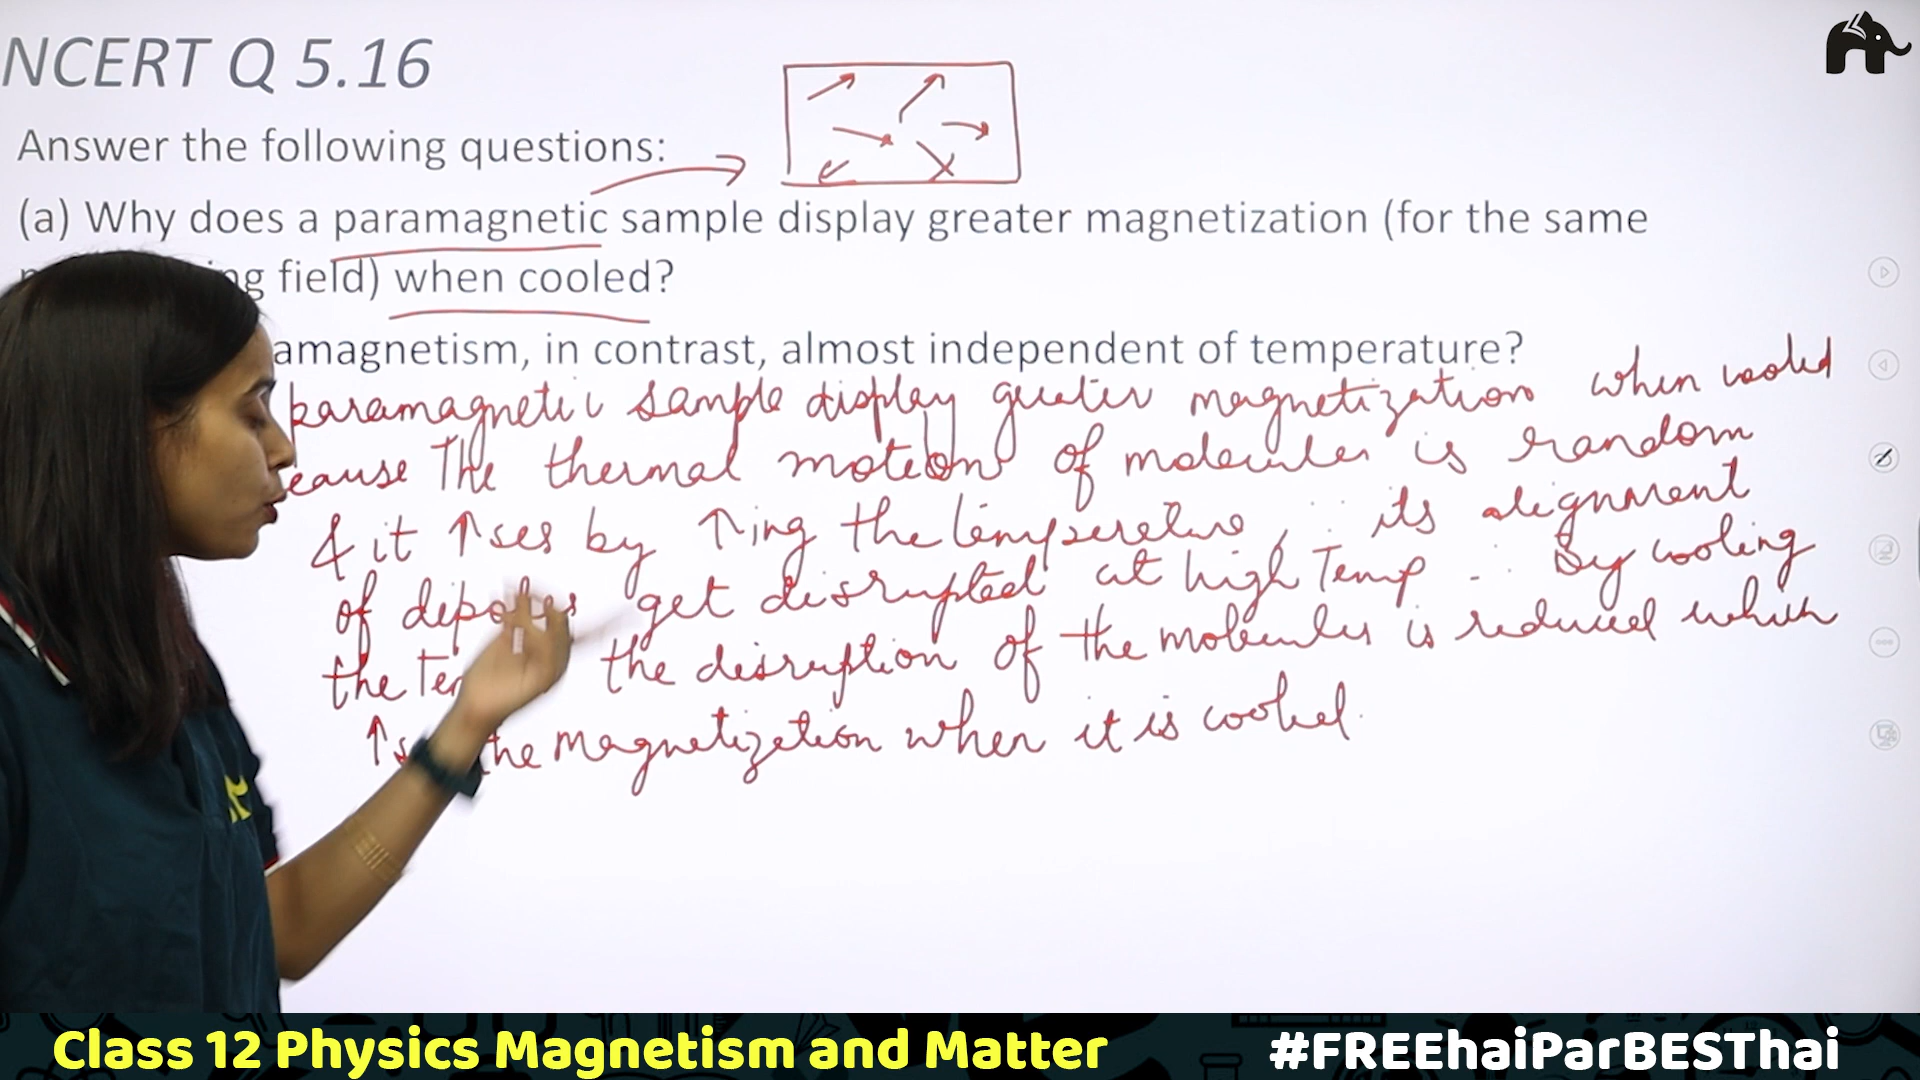 NCERT Q 5.16
Answer the following questions:
(a) Why does a paramagnetic sample display greater magnetization (for the same
field) when cooled?
amagnetism, in contrast, almost independent of temperature?
paramagnetic sample display greater magnetization when cooled
cause The thermal motion of molecules is random
& it ↑ses by ↑ing the temperature, ∴ its alignment
of dipoles get disrupted at high Temp. ∴ By cooling
the the disruption of the molecules is reduced which
the magnetization when it is cooled.
Class 12 Physics Magnetism and Matter
#FREEhaiParBESThai